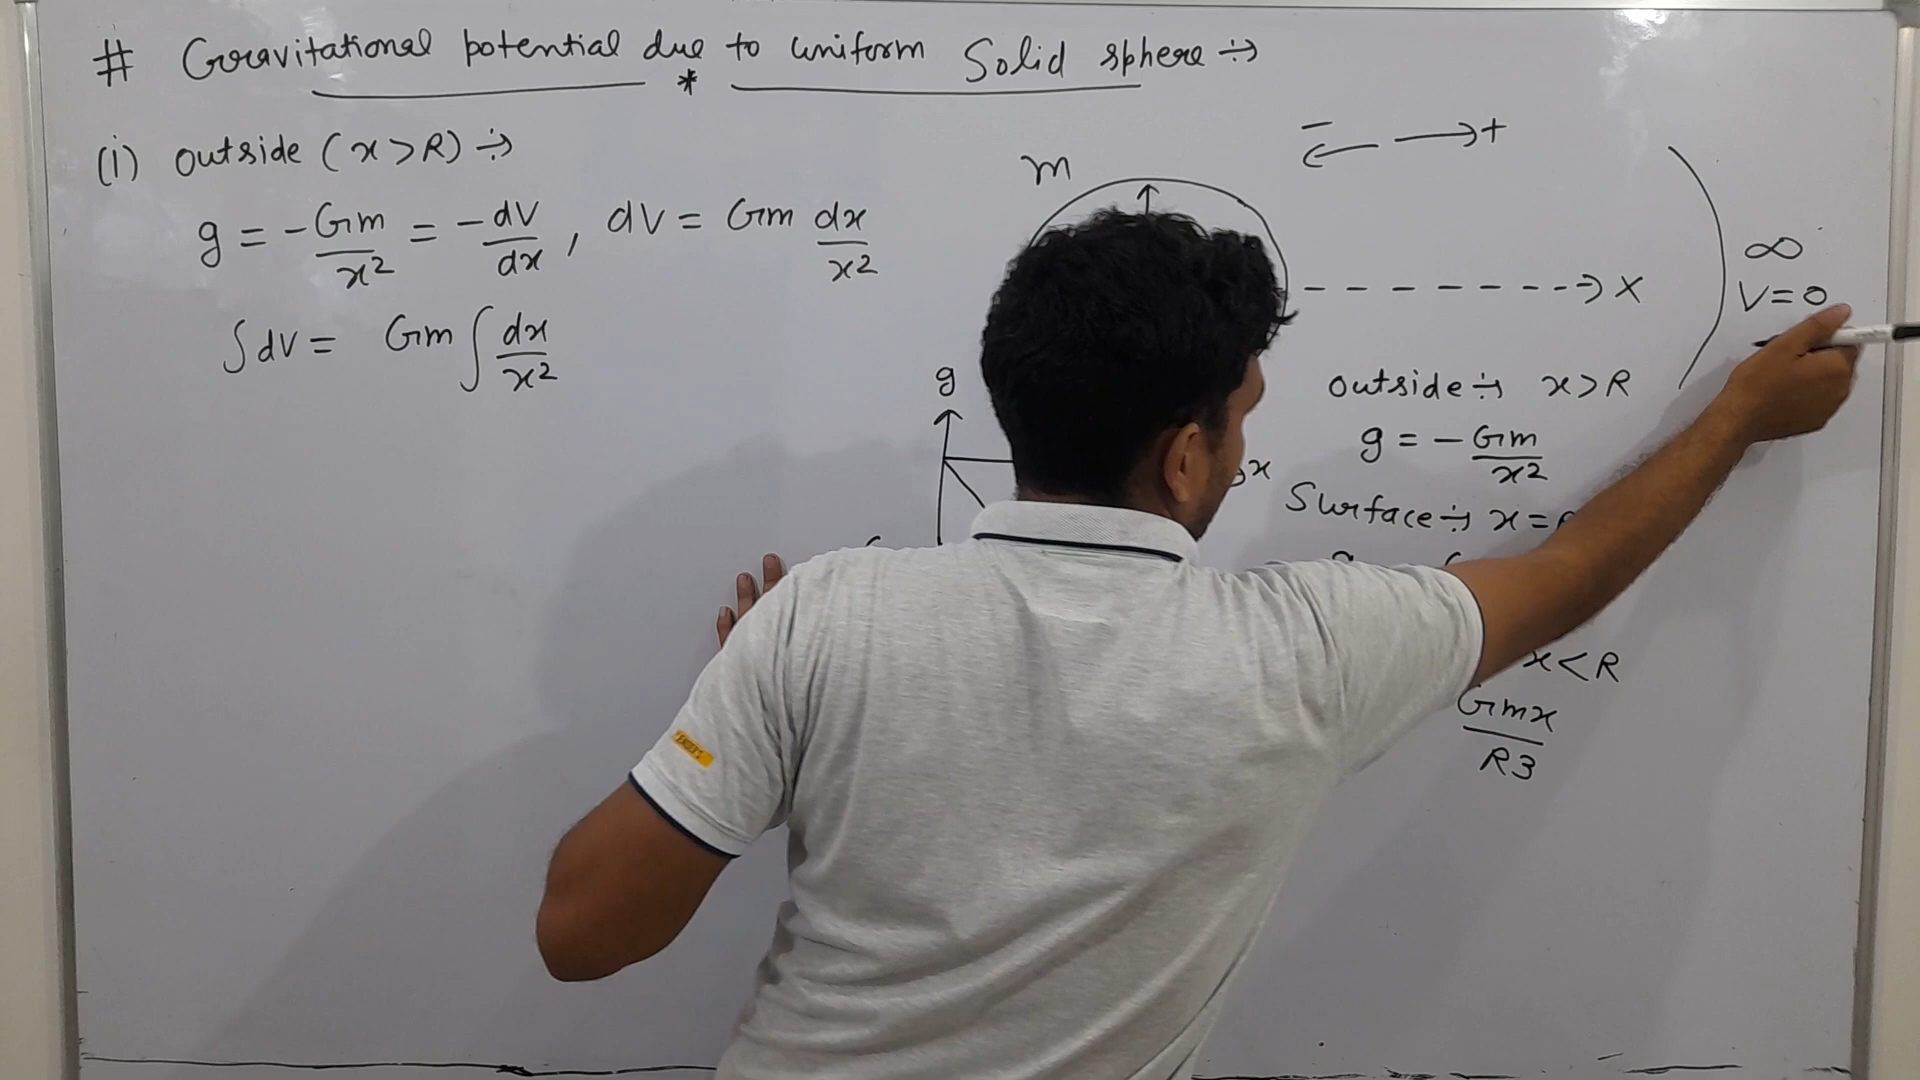 # Gravitational potential due to uniform Solid sphere ÷>
*
(i) outside (x>R) ÷>
g = -Gm/x2 = -dV/dx, dV = Gm dx/x2
∫dV = Gm ∫dx/x2
m
- ← → +
∞
V=0
→ X
g
x
outside ÷> x>R
g = -Gm/x2
Surface ÷> x=
x<R
Gmx/R3